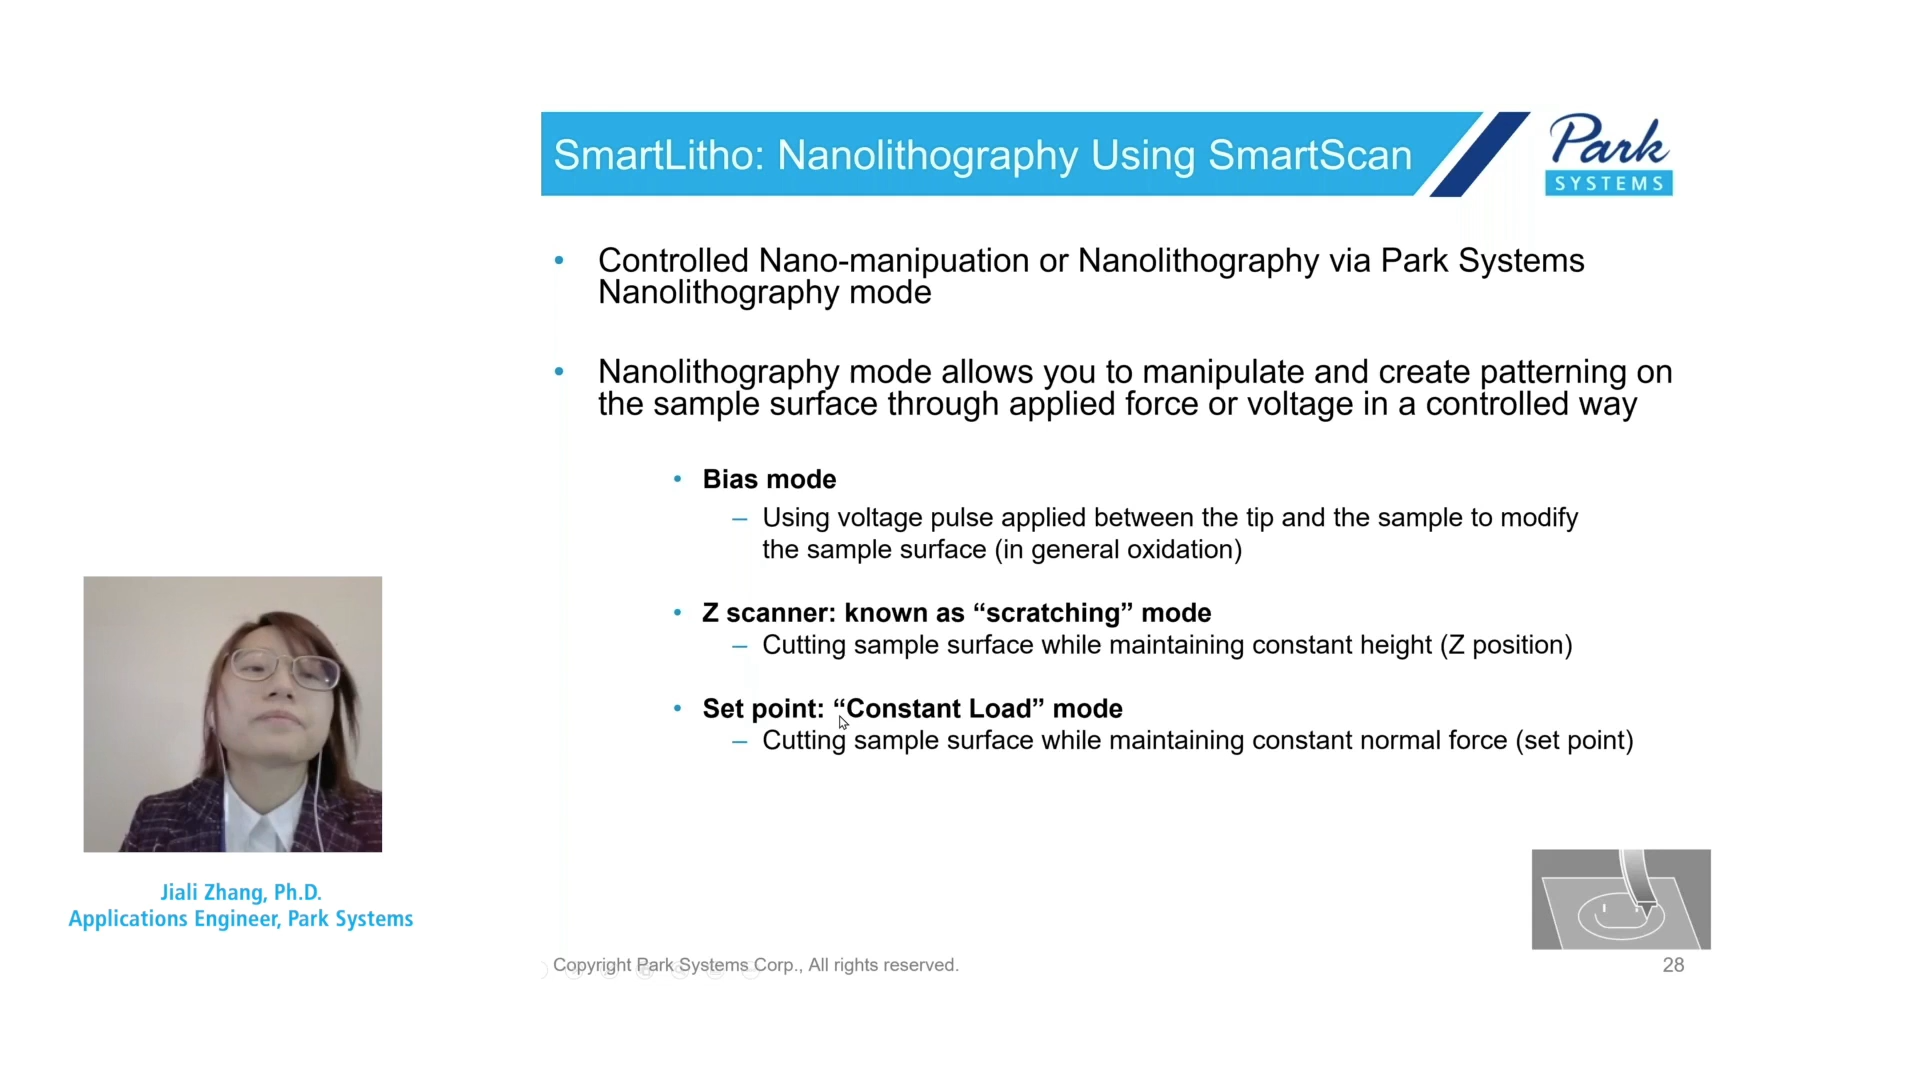 SmartLitho: Nanolithography Using SmartScan
Park
SYSTEMS
• Controlled Nano-manipuation or Nanolithography via Park Systems
Nanolithography mode
• Nanolithography mode allows you to manipulate and create patterning on
the sample surface through applied force or voltage in a controlled way
• Bias mode
– Using voltage pulse applied between the tip and the sample to modify
the sample surface (in general oxidation)
• Z scanner: known as “scratching” mode
– Cutting sample surface while maintaining constant height (Z position)
• Set point: “Constant Load” mode
– Cutting sample surface while maintaining constant normal force (set point)
Jiali Zhang, Ph.D.
Applications Engineer, Park Systems
Copyright Park Systems Corp., All rights reserved.
28